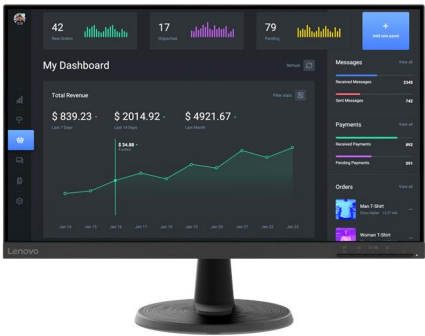 42
New Orders
17
Dispatched
79
Pending
+
Add new panel
My Dashboard
Refresh
Messages
View all
Received Messages 2345
Sent Messages 742
Total Revenue
Filter stats
$ 839.23
Last 7 Days
$ 2014.92
Last 14 Days
$ 4921.67
Last Month
$ 34.88
Payments
View all
Received Payments 892
Pending Payments 591
Orders
View all
Man T-Shirt
Woman T-Shirt
Jan 14 Jan 15 Jan 16 Jan 17 Jan 18 Jan 20 Jan 22 Jan 21 Jan 23 Jan 23
Lenovo